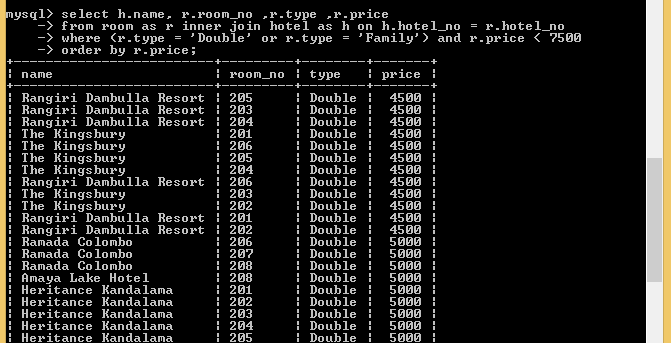 mysql> select h.name, r.room_no ,r.type ,r.price
    -> from room as r inner join hotel as h on h.hotel_no = r.hotel_no
    -> where (r.type = 'Double' or r.type = 'Family') and r.price < 7500
    -> order by r.price;
+-------------------------+---------+--------+-------+
| name                    | room_no | type   | price |
+-------------------------+---------+--------+-------+
| Rangiri Dambulla Resort | 205     | Double |  4500 |
| Rangiri Dambulla Resort | 203     | Double |  4500 |
| Rangiri Dambulla Resort | 204     | Double |  4500 |
| The Kingsbury           | 201     | Double |  4500 |
| The Kingsbury           | 206     | Double |  4500 |
| The Kingsbury           | 205     | Double |  4500 |
| The Kingsbury           | 204     | Double |  4500 |
| Rangiri Dambulla Resort | 206     | Double |  4500 |
| The Kingsbury           | 203     | Double |  4500 |
| The Kingsbury           | 202     | Double |  4500 |
| Rangiri Dambulla Resort | 201     | Double |  4500 |
| Rangiri Dambulla Resort | 202     | Double |  4500 |
| Ramada Colombo          | 206     | Double |  5000 |
| Ramada Colombo          | 207     | Double |  5000 |
| Ramada Colombo          | 208     | Double |  5000 |
| Amaya Lake Hotel        | 208     | Double |  5000 |
| Heritance Kandalama     | 201     | Double |  5000 |
| Heritance Kandalama     | 202     | Double |  5000 |
| Heritance Kandalama     | 203     | Double |  5000 |
| Heritance Kandalama     | 204     | Double |  5000 |
| Heritance Kandalama     | 205     | Double |  5000 |